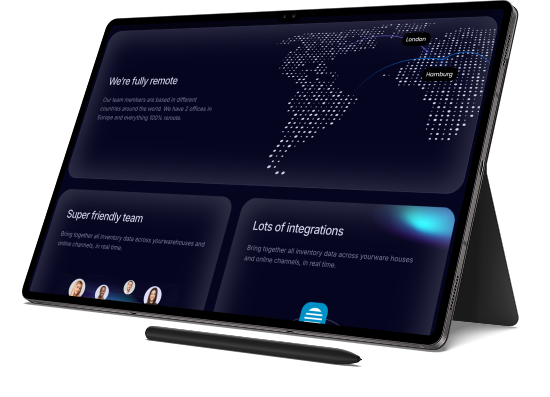 London
Hamburg
We're fully remote
Our team members are based in different
countries around the world. We have 2 offices in
Europe and everything 100% remote.
Super friendly team
Bring together all inventory data across yourwarehouses and
online channels, in real time.
Lots of integrations
Bring together all inventory data across your warehouses
and online channels, in real time.